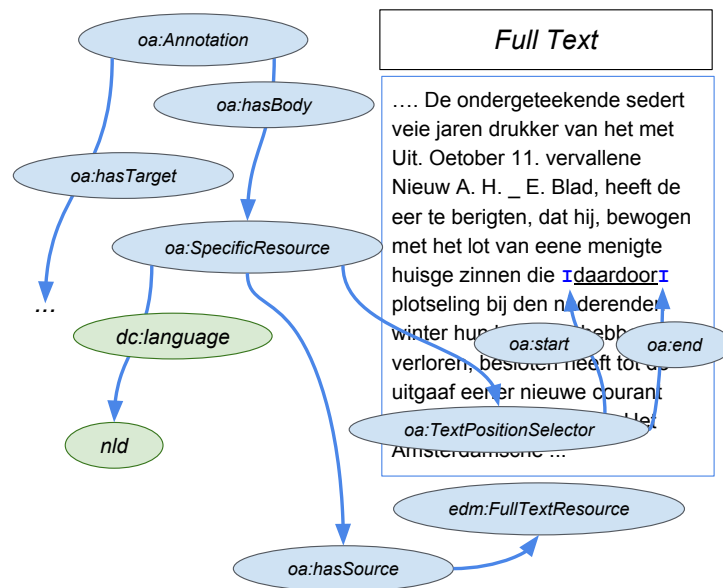 oa:Annotation
Full Text
oa:hasBody
oa:hasTarget
oa:SpecificResource
...
dc:language
nld
.... De ondergeteekende sedert
veie jaren drukker van het met
Uit. Oetober 11. vervallene
Nieuw A. H. _ E. Blad, heeft de
eer te berigten, dat hij, bewogen
met het lot van eene menigte
huisge zinnen die daardoor
plotseling bij den naderenden
winter hun
verloren, besloten heeft tot de
uitgaaf eener nieuwe courant
Het
Amsterdamsche ...
oa:start
oa:end
oa:TextPositionSelector
edm:FullTextResource
oa:hasSource